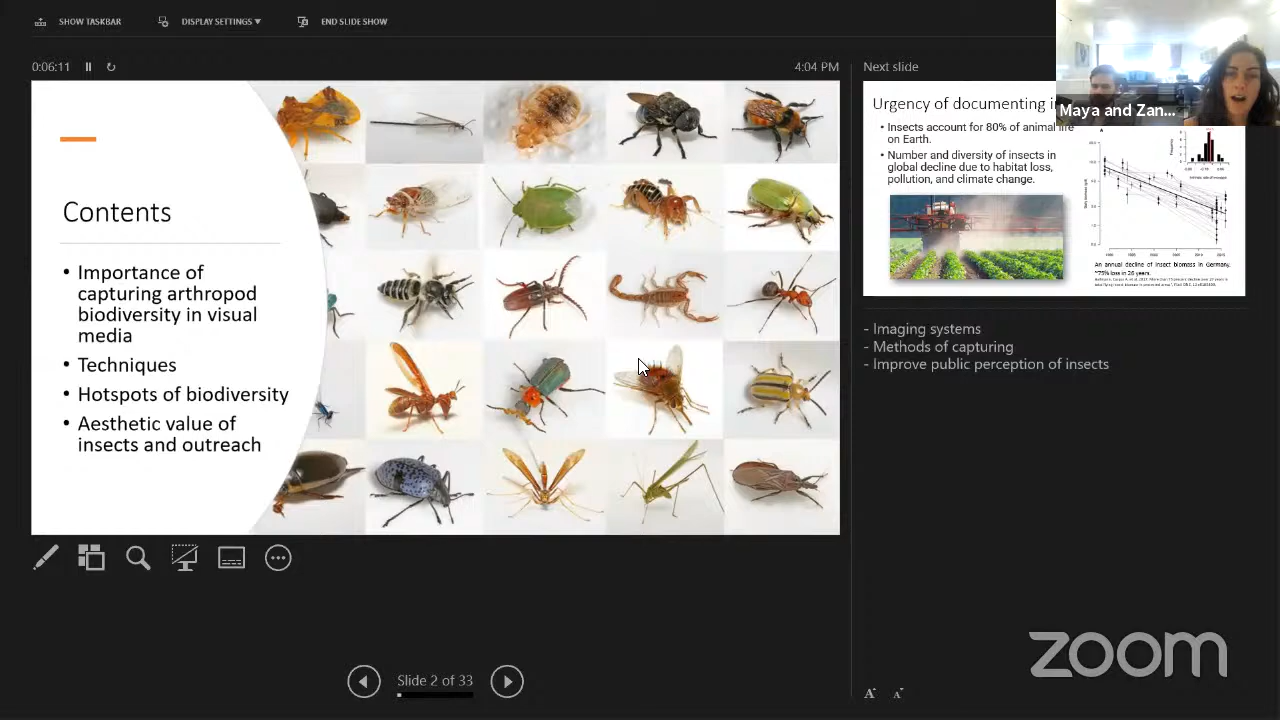 SHOW TASKBAR
DISPLAY SETTINGS ▼
END SLIDE SHOW
0:06:11
4:04 PM
Next slide
Contents
• Importance of
capturing arthropod
biodiversity in visual
media
• Techniques
• Hotspots of biodiversity
• Aesthetic value of
insects and outreach
Urgency of documenting
Maya and Zan...
• Insects account for 80% of animal life
on Earth.
• Number and diversity of insects in
global decline due to habitat loss,
pollution, and climate change.
An annual decline of insect biomass in Germany.
~75% loss in 26 years.
- Imaging systems
- Methods of capturing
- Improve public perception of insects
Slide 2 of 33
zoom
A
A